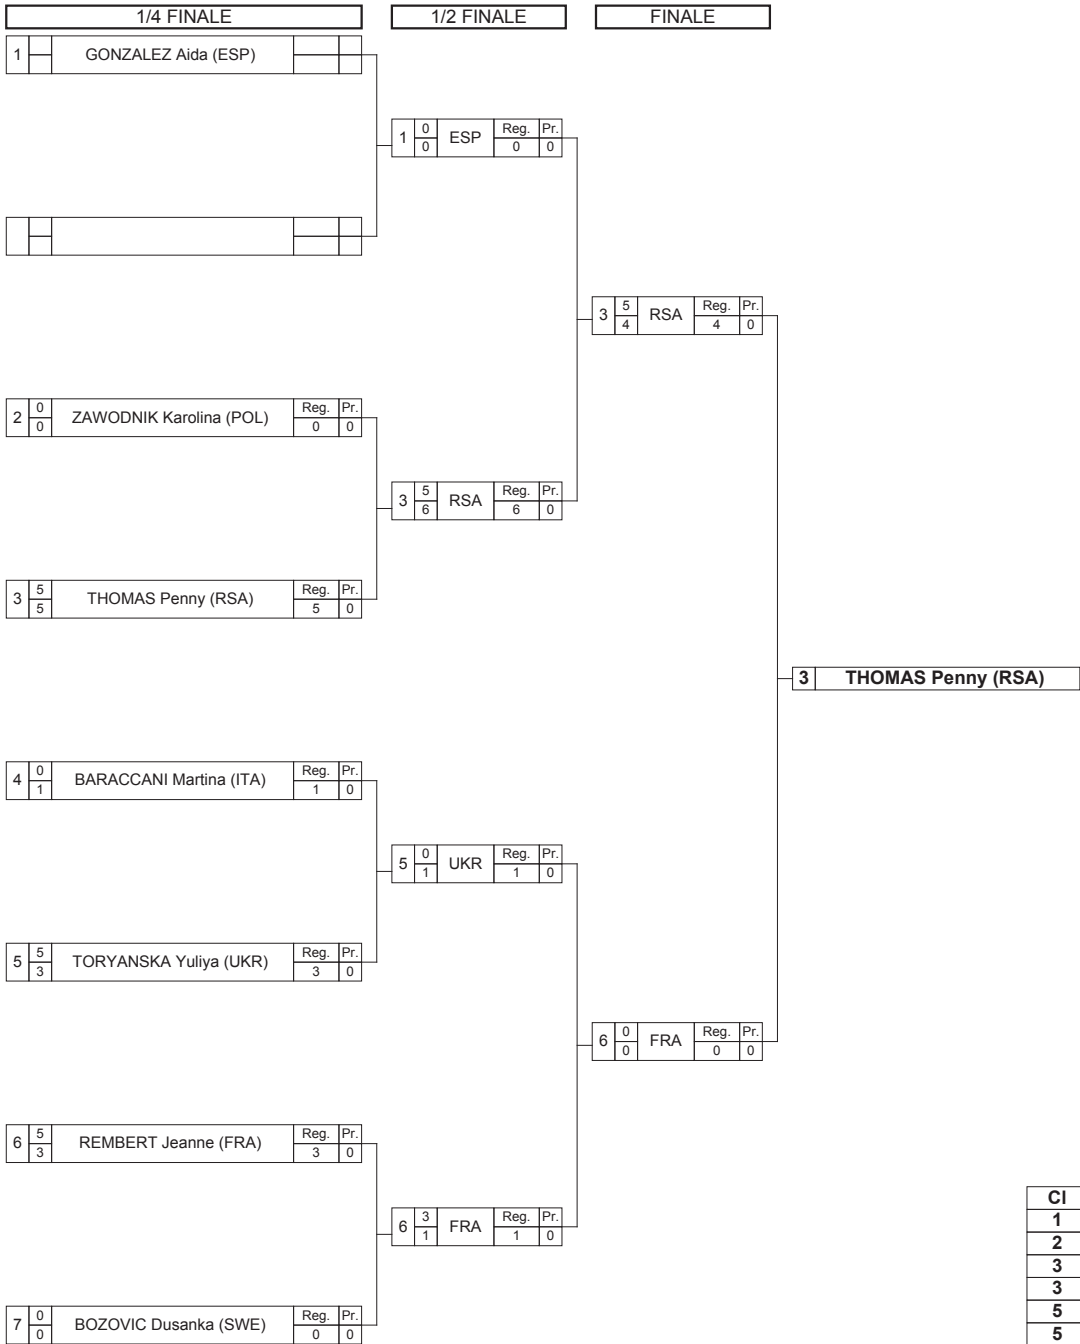 1/4 FINALE 1/2 FINALE FINALE
1 GONZALEZ Aida (ESP)
1 0 ESP Reg. Pr.
0 0 0
3 5 RSA Reg. Pr.
4 4 0
2 0 ZAWODNIK Karolina (POL) Reg. Pr.
0 0 0
3 5 RSA Reg. Pr.
6 6 0
3 5 THOMAS Penny (RSA) Reg. Pr.
5 5 0
3 THOMAS Penny (RSA)
4 0 BARACCANI Martina (ITA) Reg. Pr.
1 1 0
5 0 UKR Reg. Pr.
1 1 0
5 5 TORYANSKA Yuliya (UKR) Reg. Pr.
3 3 0
6 0 FRA Reg. Pr.
0 0 0
6 5 REMBERT Jeanne (FRA) Reg. Pr.
3 3 0
6 3 FRA Reg. Pr.
1 1 0
7 0 BOZOVIC Dusanka (SWE) Reg. Pr.
0 0 0
Cl
1
2
3
3
5
5